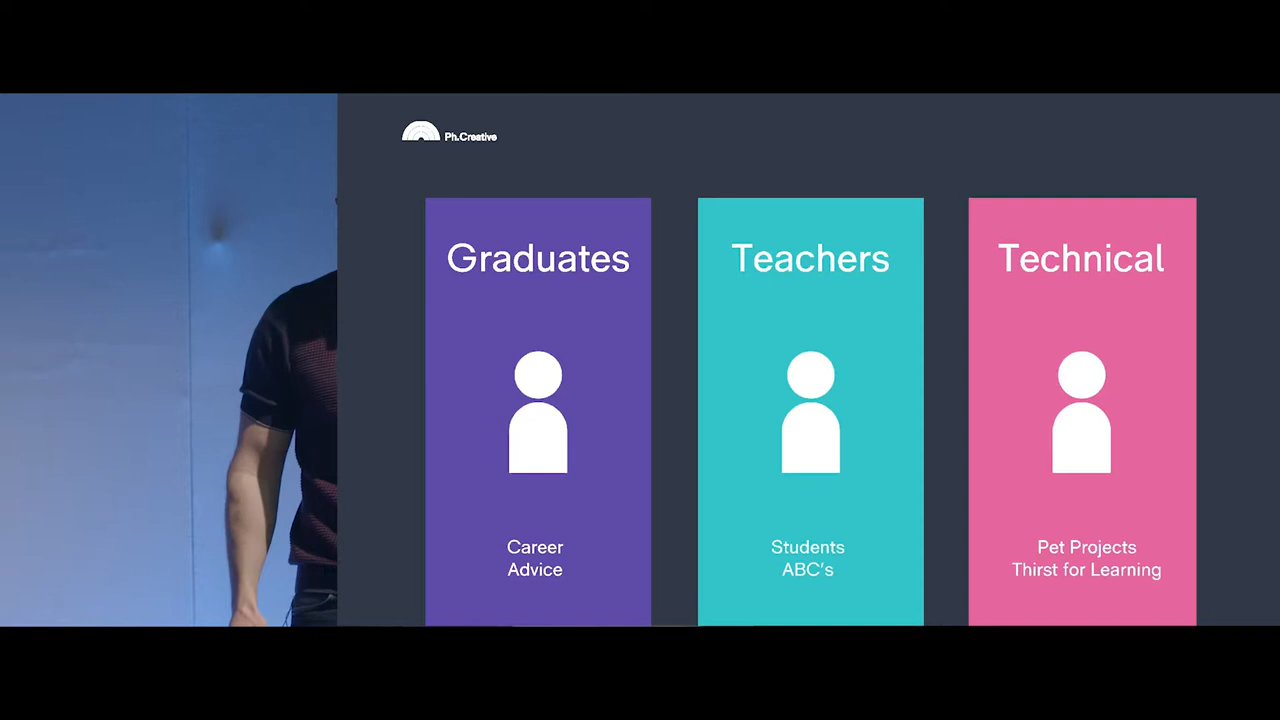 Ph.Creative
Graduates
Teachers
Technical
Career
Advice
Students
ABC's
Pet Projects
Thirst for Learning